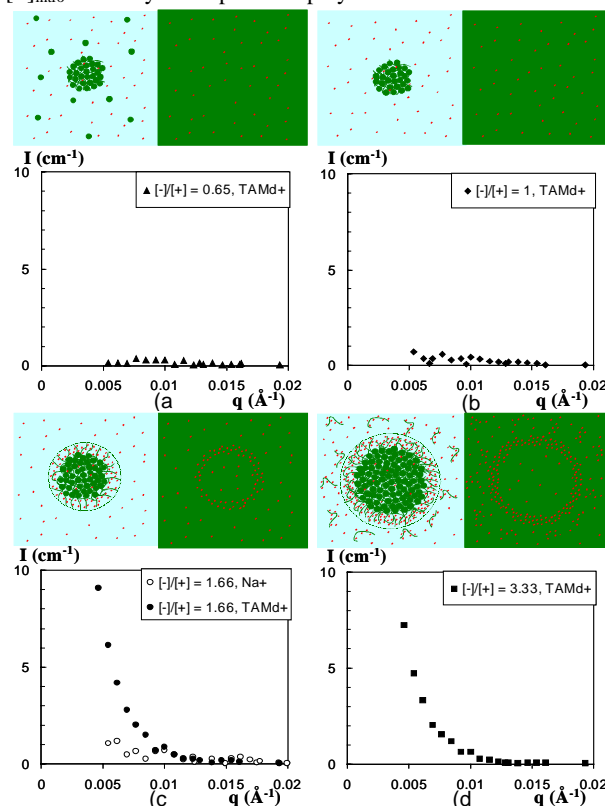 I (cm-1)
10
5
0
▲ [-]/[+] = 0.65, TAMd+
0 0.005 0.01 0.015 0.02
(a
q (Å-1)
I (cm-1)
10
5
0
◆ [-]/[+] = 1, TAMd+
0 0.005 0.01 0.015 0.02
(b
q (Å-1)
I (cm-1)
10
5
0
○ [-]/[+] = 1.66, Na+
● [-]/[+] = 1.66, TAMd+
0 0.005 0.01 0.015 0.02
(c
q (Å-1)
I (cm-1)
10
5
0
■ [-]/[+] = 3.33, TAMd+
0 0.005 0.01 0.015 0.02
(d
q (Å-1)